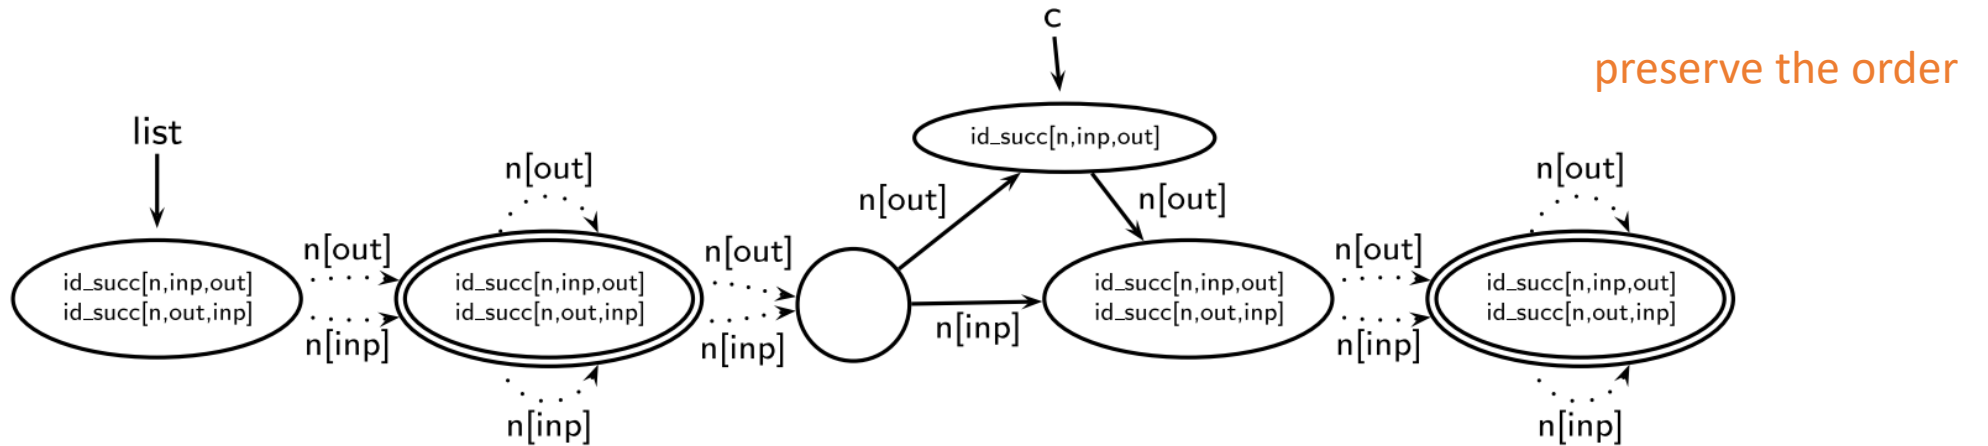 c
preserve the order
list
id_succ[n,inp,out]
n[out]
n[out]
n[out]
n[out]
n[out]
n[out]
n[out]
id_succ[n,inp,out]
id_succ[n,out,inp]
id_succ[n,inp,out]
id_succ[n,out,inp]
id_succ[n,inp,out]
id_succ[n,out,inp]
id_succ[n,inp,out]
id_succ[n,out,inp]
n[inp]
n[inp]
n[inp]
n[inp]
n[inp]
n[inp]